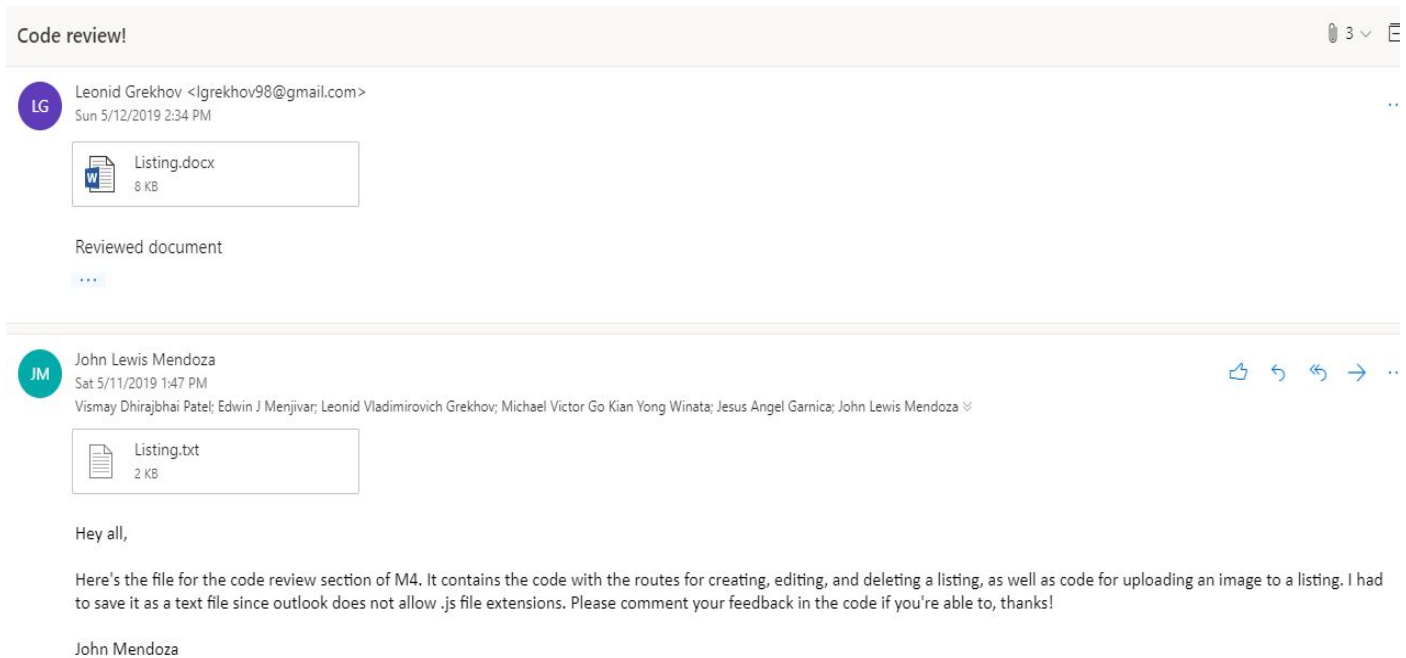 Code review!
3
LG
Leonid Grekhov <lgrekhov98@gmail.com>
Sun 5/12/2019 2:34 PM
Listing.docx
8 KB
Reviewed document
...
JM
John Lewis Mendoza
Sat 5/11/2019 1:47 PM
Vismay Dhirajbhai Patel; Edwin J Menjivar; Leonid Vladimirovich Grekhov; Michael Victor Go Kian Yong Winata; Jesus Angel Garnica; John Lewis Mendoza
Listing.txt
2 KB
Hey all,
Here's the file for the code review section of M4. It contains the code with the routes for creating, editing, and deleting a listing, as well as code for uploading an image to a listing. I had
to save it as a text file since outlook does not allow .js file extensions. Please comment your feedback in the code if you're able to, thanks!
John Mendoza